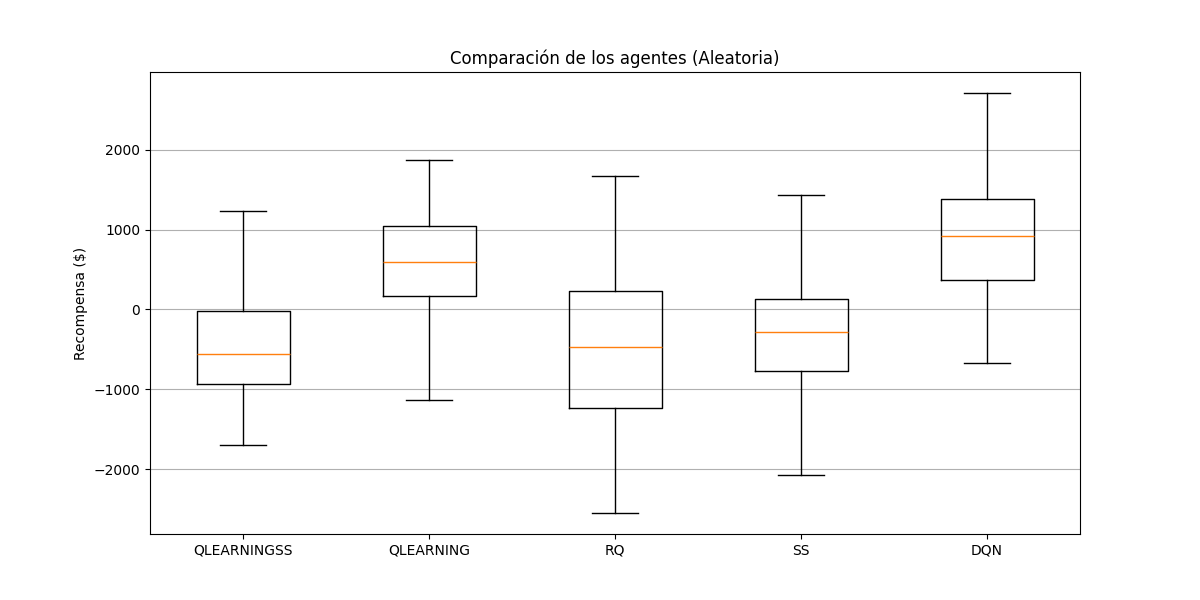 Comparación de los agentes (Aleatoria)
Recompensa ($)
2000
1000
0
−1000
−2000
QLEARNINGSS QLEARNING RQ SS DQN